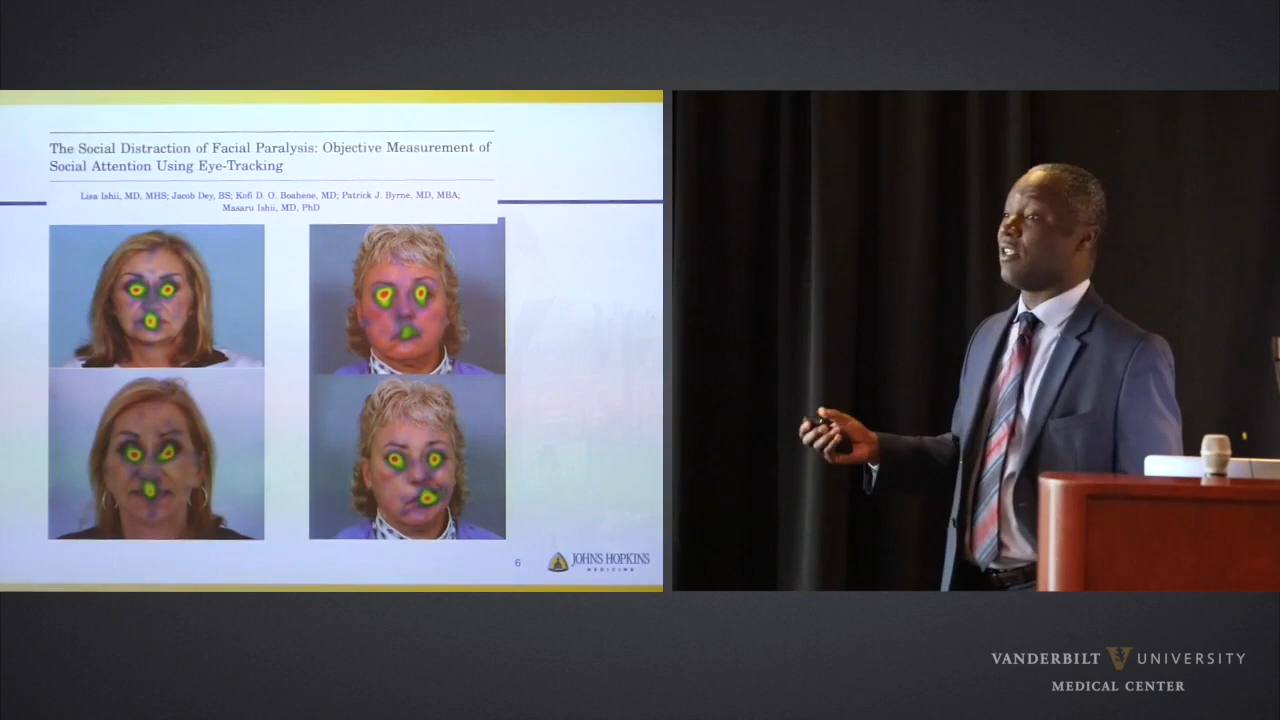 The Social Distraction of Facial Paralysis: Objective Measurement of
Social Attention Using Eye-Tracking
Lisa Ishii, MD, MHS; Jacob Dey, BS; Kofi D. O. Boahene, MD; Patrick J. Byrne, MD, MBA;
Masaru Ishii, MD, PhD
6
JOHNS HOPKINS
MEDICINE
VANDERBILT UNIVERSITY
MEDICAL CENTER